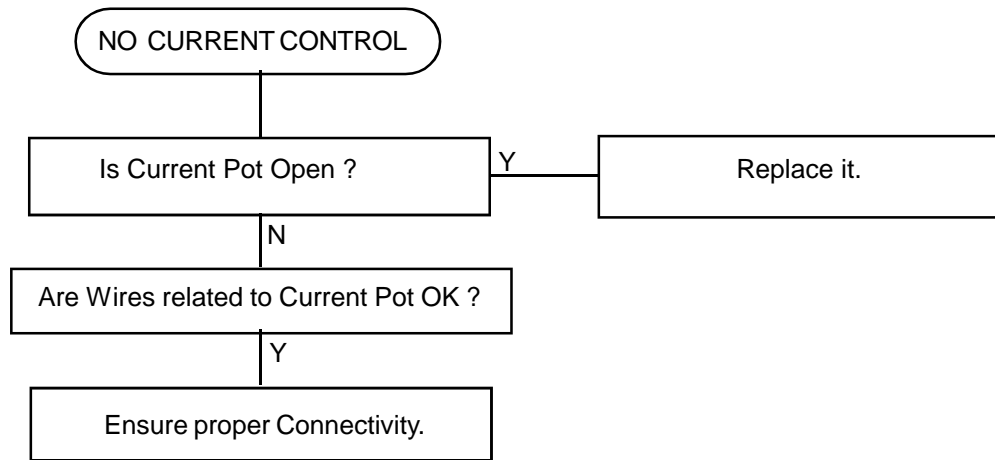 NO CURRENT CONTROL
Is Current Pot Open ?
Y
Replace it.
N
Are Wires related to Current Pot OK ?
Y
Ensure proper Connectivity.